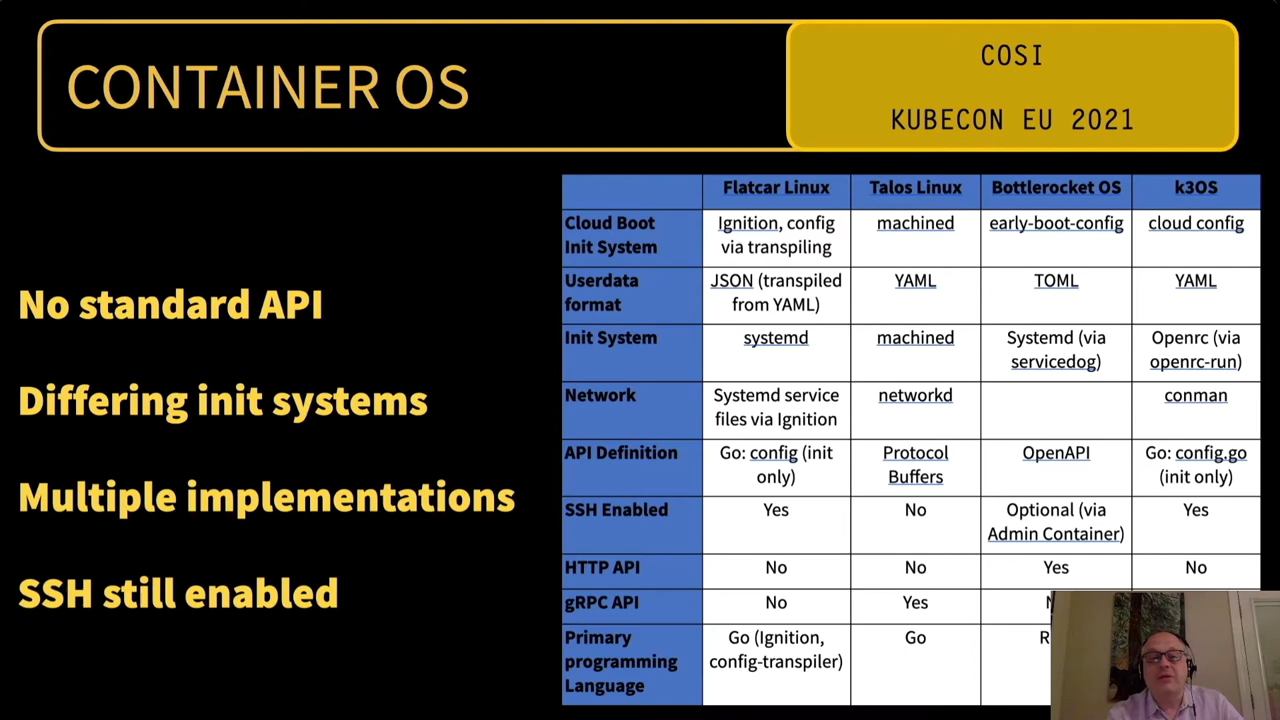 CONTAINER OS
COSI
KUBECON EU 2021
No standard API
Differing init systems
Multiple implementations
SSH still enabled
Flatcar Linux Talos Linux Bottlerocket OS k3OS
Cloud Boot Init System Ignition, config via transpiling machined early-boot-config cloud config
Userdata format JSON (transpiled from YAML) YAML TOML YAML
Init System systemd machined Systemd (via servicedog) Openrc (via openrc-run)
Network Systemd service files via Ignition networkd conman
API Definition Go: config (init only) Protocol Buffers OpenAPI Go: config.go (init only)
SSH Enabled Yes No Optional (via Admin Container) Yes
HTTP API No No Yes No
gRPC API No Yes
Primary programming Language Go (Ignition, config-transpiler) Go